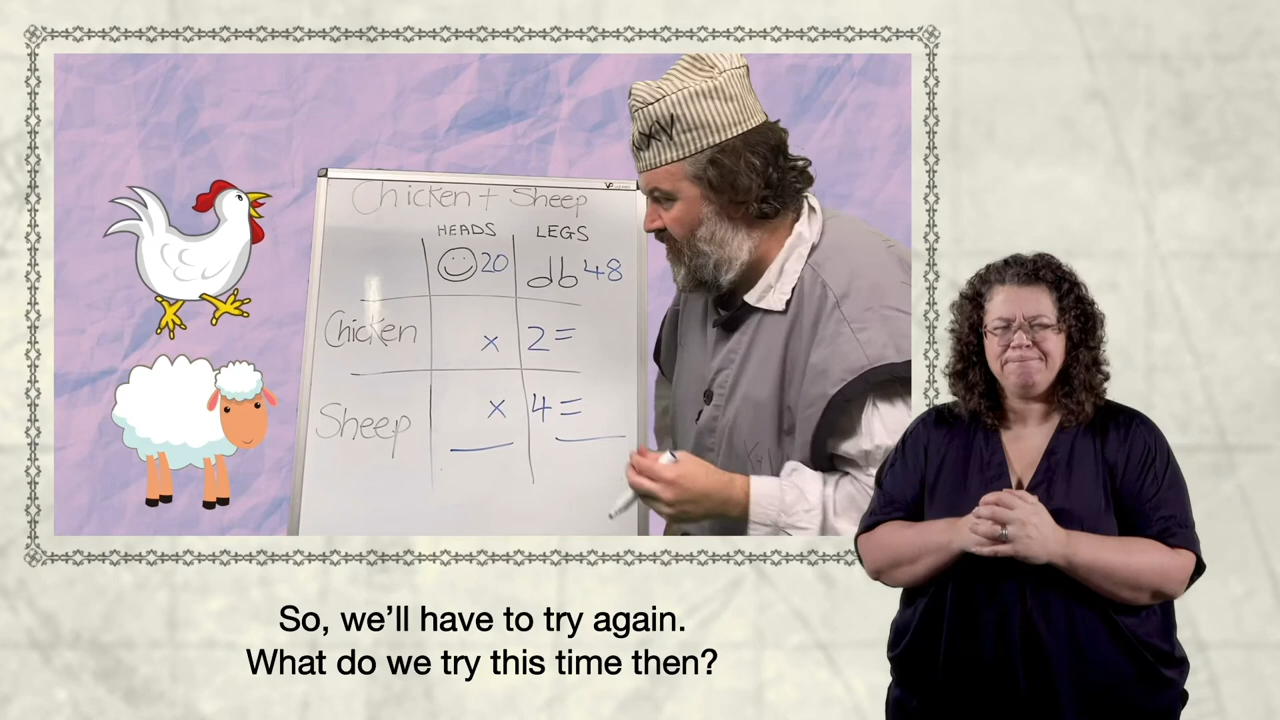 Chicken + Sheep
HEADS LEGS
20 48
Chicken x 2=
Sheep x 4=
So, we’ll have to try again.
What do we try this time then?